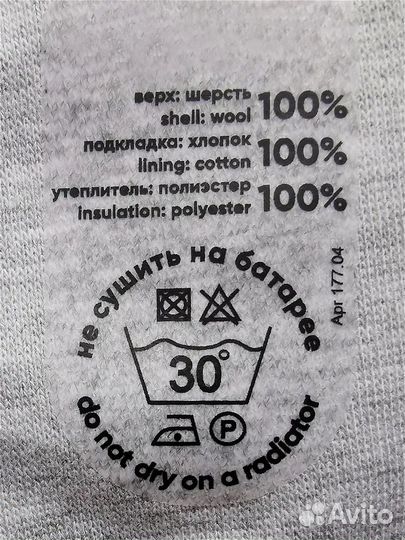 верх: шерсть 100%
shell: wool
подкладка: хлопок 100%
lining: cotton
утеплитель: полиэстер 100%
insulation: polyester
не сушить на батарее
30°
P
do not dry on a radiator
Арт 177.04
Avito